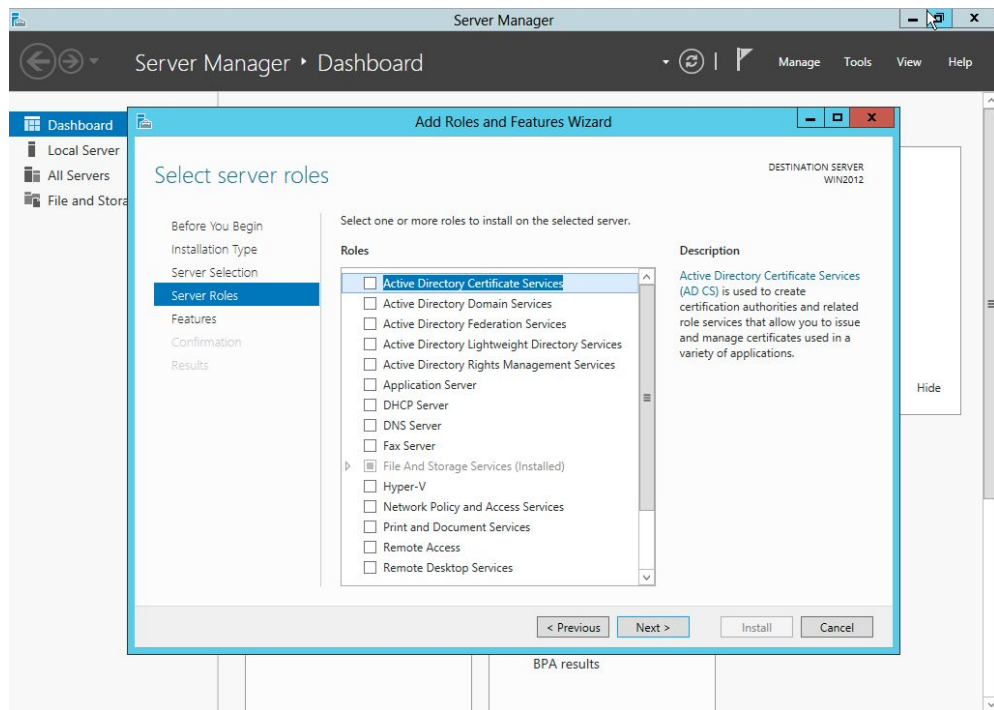 Server Manager
Server Manager • Dashboard
Manage
Tools
View
Help
Dashboard
Local Server
All Servers
File and Stora
Hide
BPA results
Add Roles and Features Wizard
Select server roles
DESTINATION SERVER
WIN2012
Before You Begin
Installation Type
Server Selection
Server Roles
Features
Confirmation
Results
Select one or more roles to install on the selected server.
Roles
Active Directory Certificate Services
Active Directory Domain Services
Active Directory Federation Services
Active Directory Lightweight Directory Services
Active Directory Rights Management Services
Application Server
DHCP Server
DNS Server
Fax Server
File And Storage Services (Installed)
Hyper-V
Network Policy and Access Services
Print and Document Services
Remote Access
Remote Desktop Services
Description
Active Directory Certificate Services
(AD CS) is used to create
certification authorities and related
role services that allow you to issue
and manage certificates used in a
variety of applications.
< Previous
Next >
Install
Cancel